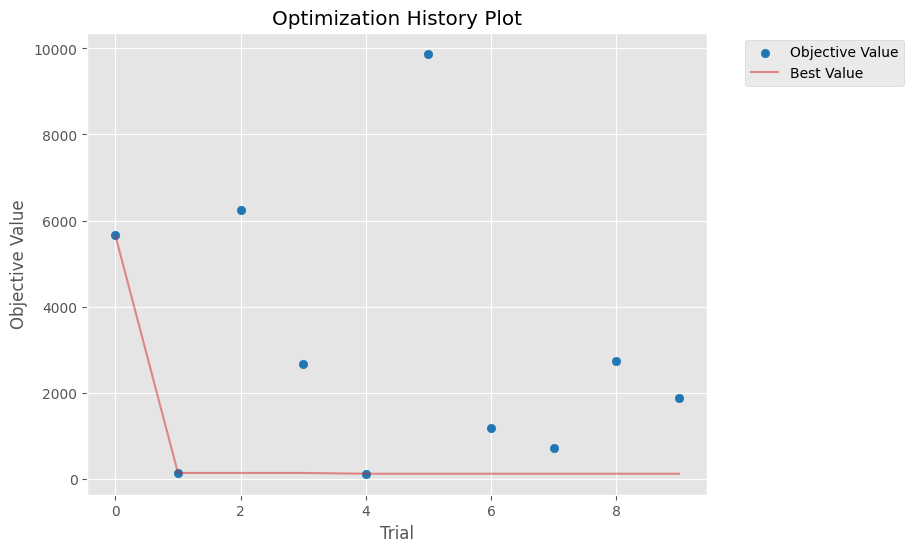 Optimization History Plot
10000
8000
6000
4000
2000
0
Objective Value
0 2 4 6 8
Trial
Objective Value
Best Value